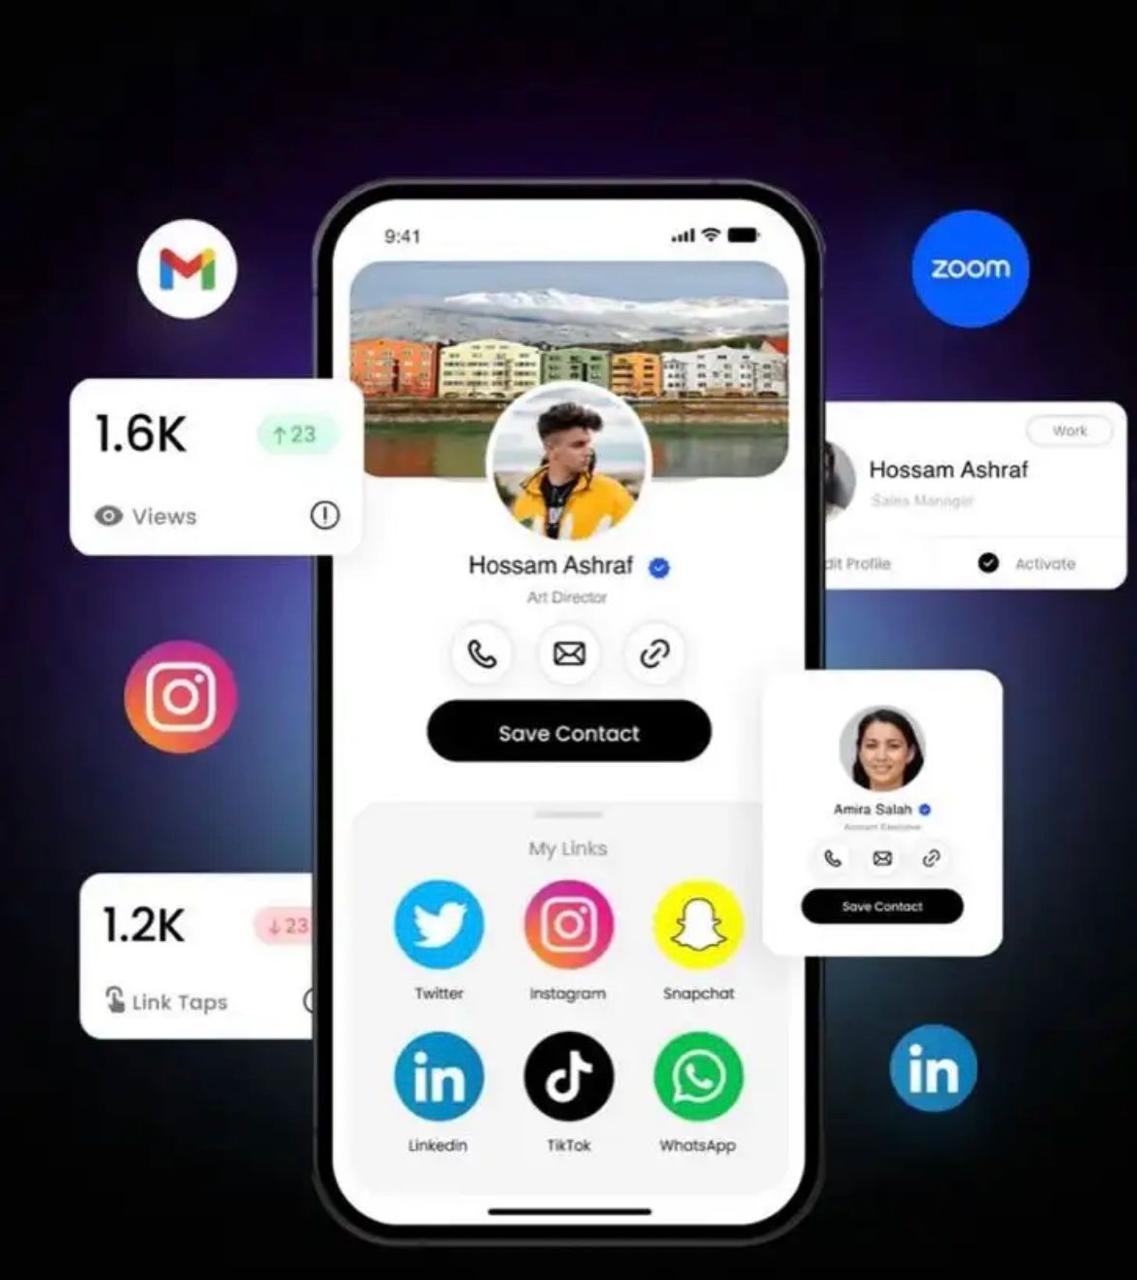 9:41
zoom
1.6K
↑23
Views
Work
Hossam Ashraf
Sales Manager
dit Profile
Activate
Hossam Ashraf
Art Director
Save Contact
Amira Salah
Account Executive
Save Contact
1.2K
↓23
Link Taps
My Links
Twitter
Instagram
Snapchat
in
in
Linkedin
TikTok
WhatsApp